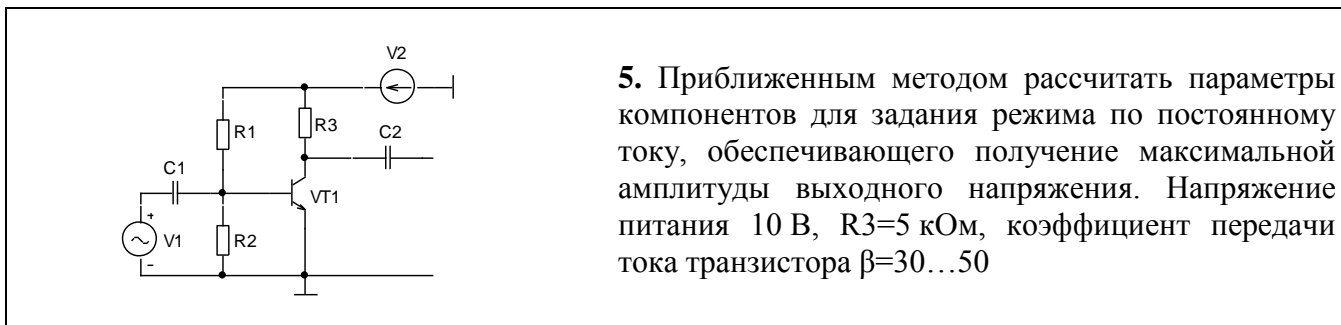 V2
R1
R3
C2
C1
VT1
V1
R2
+
-
5. Приближенным методом рассчитать параметры
компонентов для задания режима по постоянному
току, обеспечивающего получение максимальной
амплитуды выходного напряжения. Напряжение
питания 10 В, R3=5 кОм, коэффициент передачи
тока транзистора β=30…50